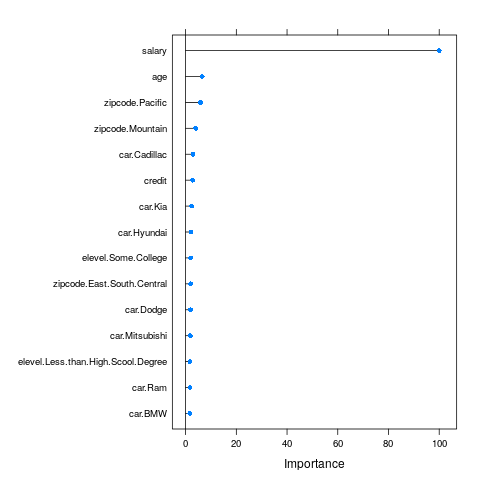 salary
age
zipcode.Pacific
zipcode.Mountain
car.Cadillac
credit
car.Kia
car.Hyundai
elevel.Some.College
zipcode.East.South.Central
car.Dodge
car.Mitsubishi
elevel.Less.than.High.Scool.Degree
car.Ram
car.BMW
0 20 40 60 80 100
Importance